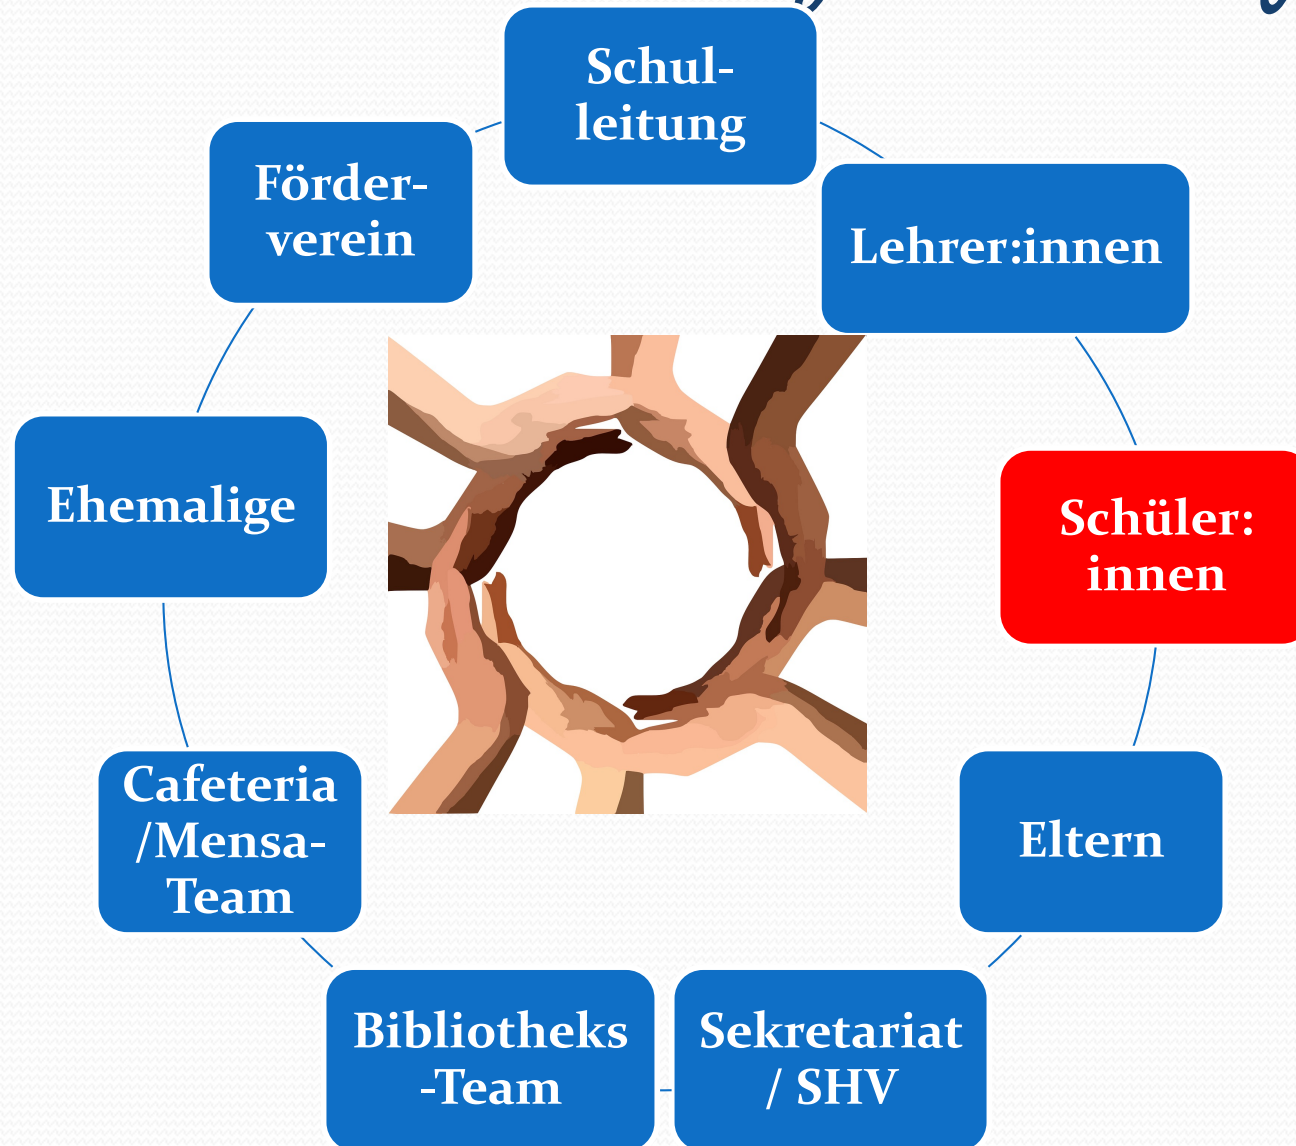 Schul-
leitung
Lehrer:innen
Schüler:
innen
Eltern
Sekretariat
/ SHV
Bibliotheks
-Team
Cafeteria
/Mensa-
Team
Ehemalige
Förder-
verein